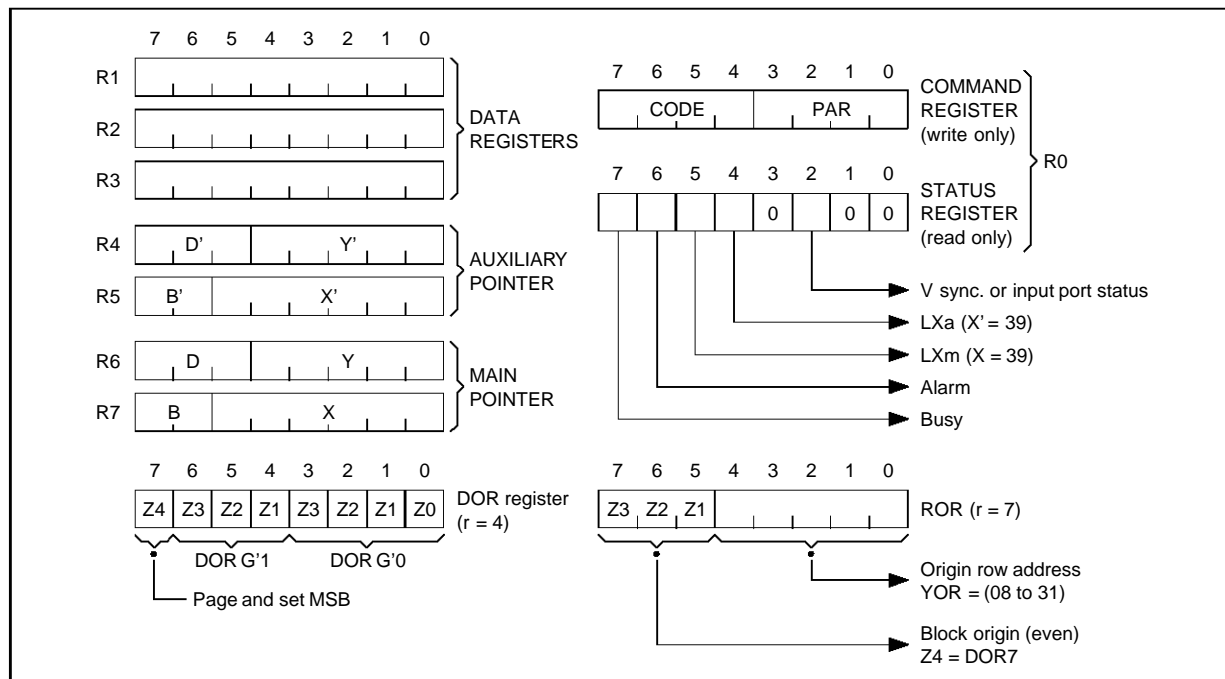 7 6 5 4 3 2 1 0
R1
R2
R3
DATA
REGISTERS
R4 D' Y'
R5 B' X'
AUXILIARY
POINTER
R6 D Y
R7 B X
MAIN
POINTER
7 6 5 4 3 2 1 0
Z4 Z3 Z2 Z1 Z3 Z2 Z1 Z0
DOR register
(r = 4)
DOR G'1 DOR G'0
Page and set MSB
7 6 5 4 3 2 1 0
CODE PAR
COMMAND
REGISTER
(write only)
R0
7 6 5 4 3 2 1 0
0 0 0
STATUS
REGISTER
(read only)
V sync. or input port status
LXa (X' = 39)
LXm (X = 39)
Alarm
Busy
7 6 5 4 3 2 1 0
Z3 Z2 Z1
ROR (r = 7)
Origin row address
YOR = (08 to 31)
Block origin (even)
Z4 = DOR7